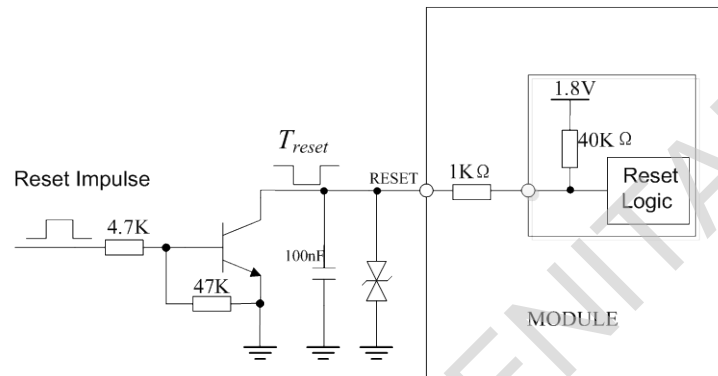 1.8V
40K Ω
T_reset
RESET
1K Ω
Reset
Logic
Reset Impulse
4.7K
100nF
47K
MODULE